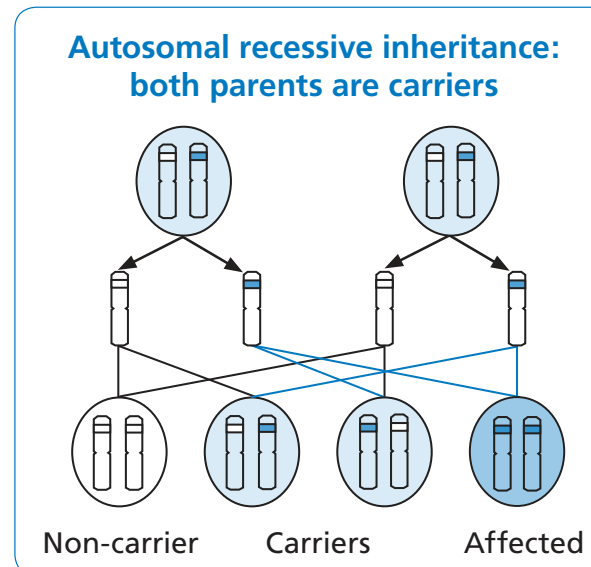 Autosomal recessive inheritance:
both parents are carriers
Non-carrier Carriers Affected